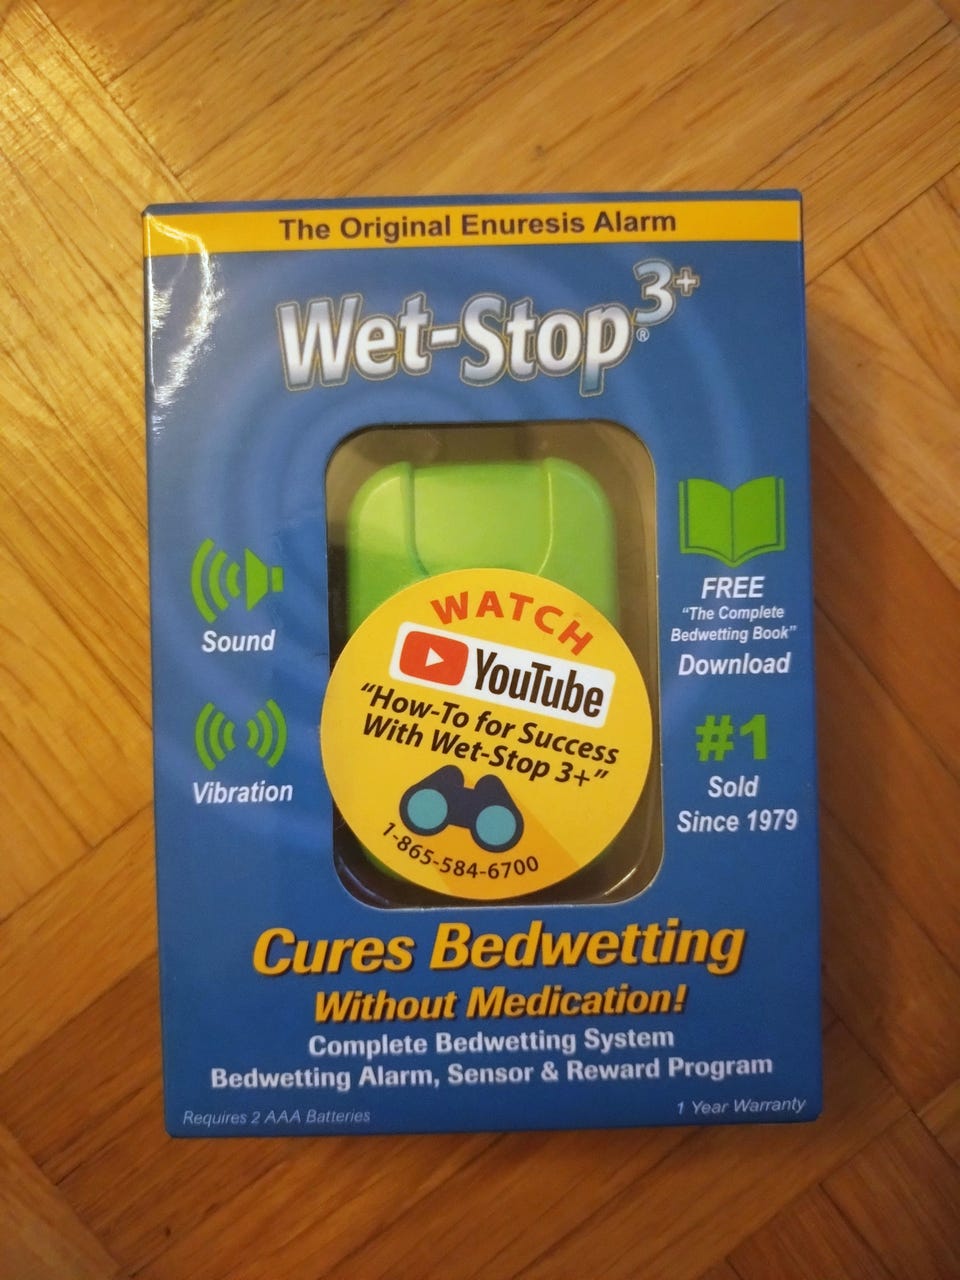 The Original Enuresis Alarm
Wet-Stop®3+
Sound
Vibration
FREE
"The Complete
Bedwetting Book"
Download
#1
Sold
Since 1979
WATCH
YouTube
"How-To for Success
With Wet-Stop 3+"
1-865-584-6700
Cures Bedwetting
Without Medication!
Complete Bedwetting System
Bedwetting Alarm, Sensor & Reward Program
Requires 2 AAA Batteries
1 Year Warranty